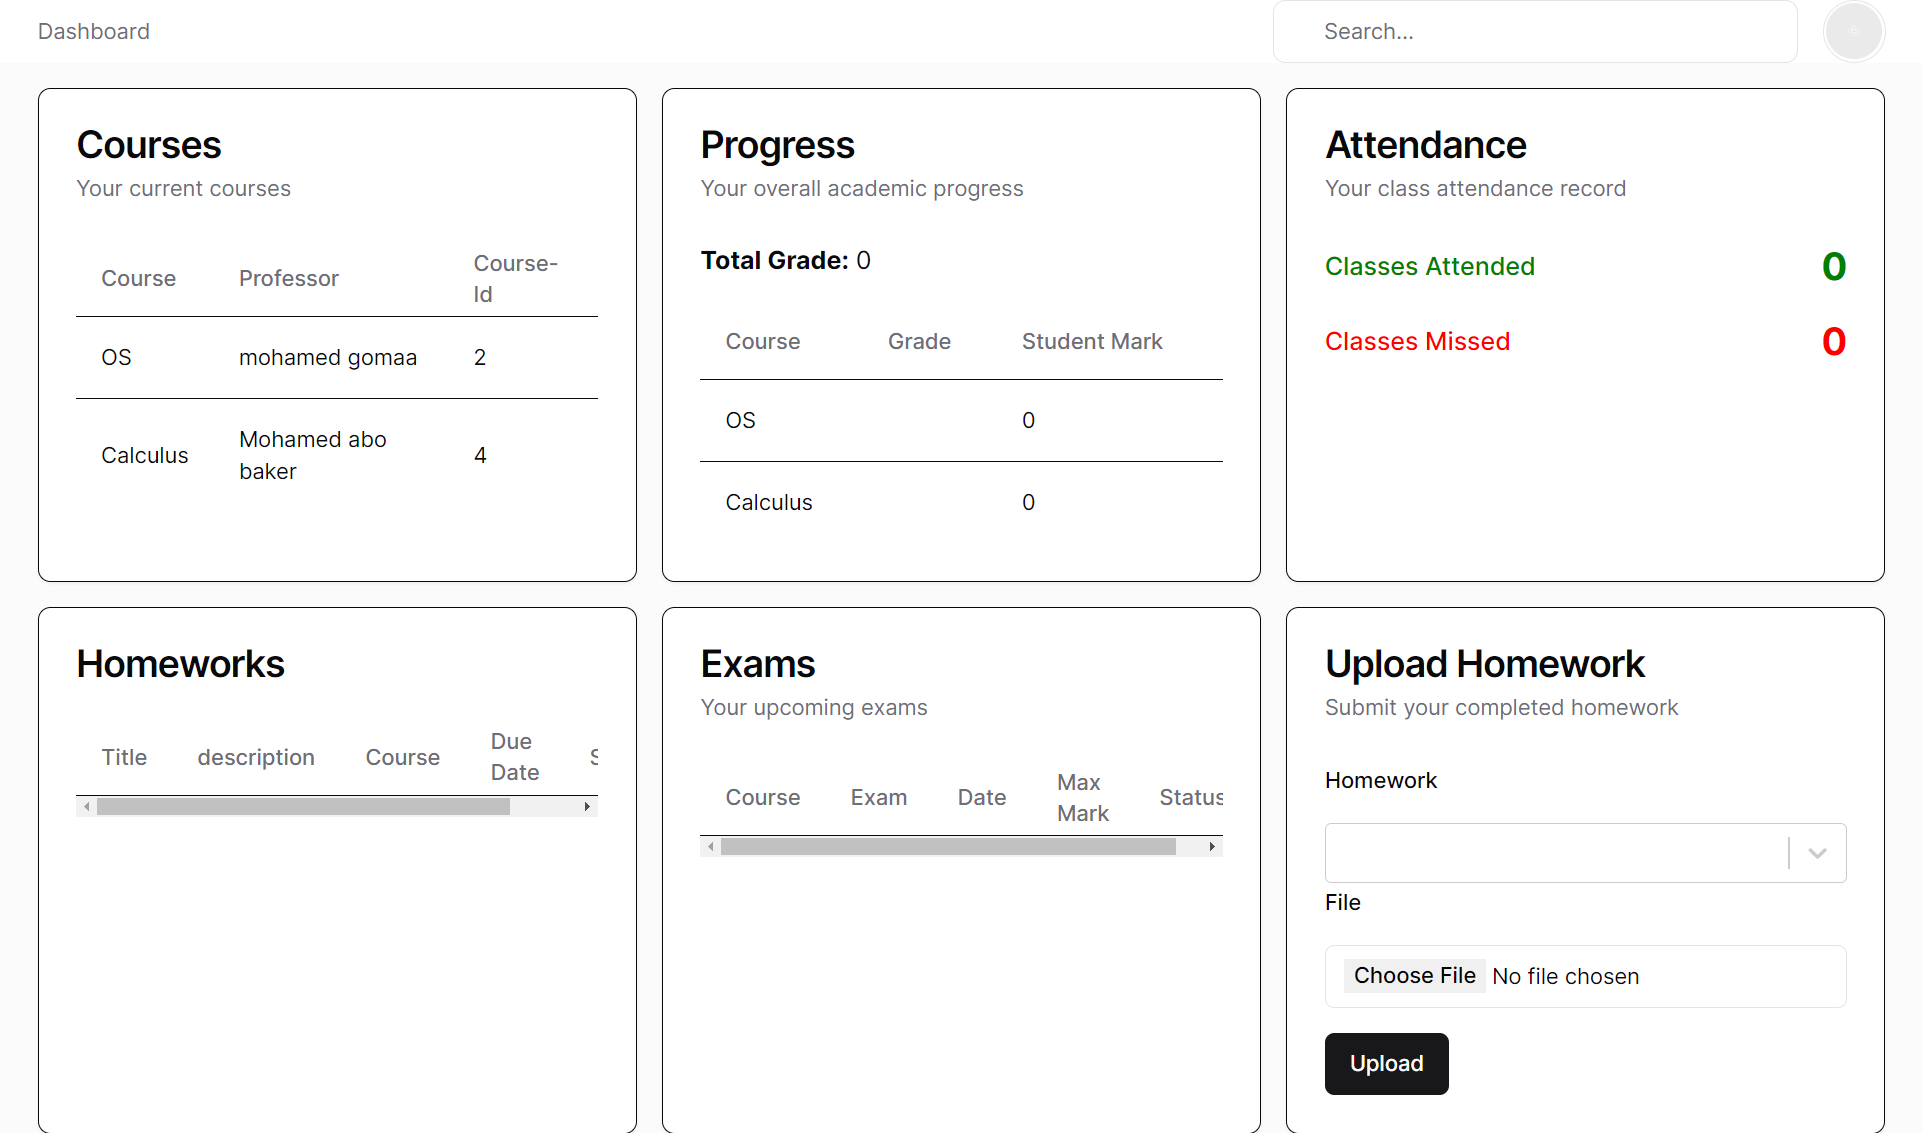 Dashboard
Search...
Courses
Your current courses
Course Professor Course-
Id
OS mohamed gomaa 2
Calculus Mohamed abo
baker 4
Progress
Your overall academic progress
Total Grade: 0
Course Grade Student Mark
OS 0
Calculus 0
Attendance
Your class attendance record
Classes Attended 0
Classes Missed 0
Homeworks
Title description Course Due
Date
Exams
Your upcoming exams
Course Exam Date Max
Mark Status
Upload Homework
Submit your completed homework
Homework
File
Choose File No file chosen
Upload